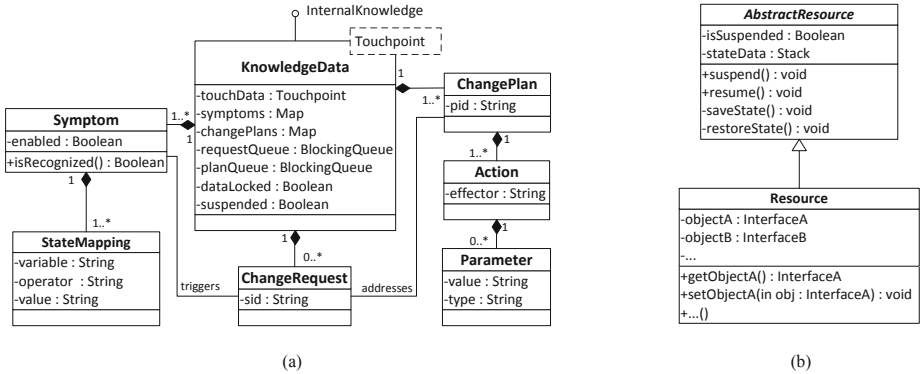 InternalKnowledge
Touchpoint
KnowledgeData
-touchData : Touchpoint
-symptoms : Map
-changePlans : Map
-requestQueue : BlockingQueue
-planQueue : BlockingQueue
-dataLocked : Boolean
-suspended : Boolean
1
1..*
1
1
0..*
1
1..*
Symptom
-enabled : Boolean
+isRecognized() : Boolean
1
1..*
StateMapping
-variable : String
-operator : String
-value : String
triggers
ChangeRequest
-sid : String
addresses
ChangePlan
-pid : String
1
1..*
Action
-effector : String
1
0..*
Parameter
-value : String
-type : String
(a)
AbstractResource
-isSuspended : Boolean
-stateData : Stack
+suspend() : void
+resume() : void
-saveState() : void
-restoreState() : void
Resource
-objectA : InterfaceA
-objectB : InterfaceB
-...
+getObjectA() : InterfaceA
+setObjectA(in obj : InterfaceA) : void
+...()
(b)